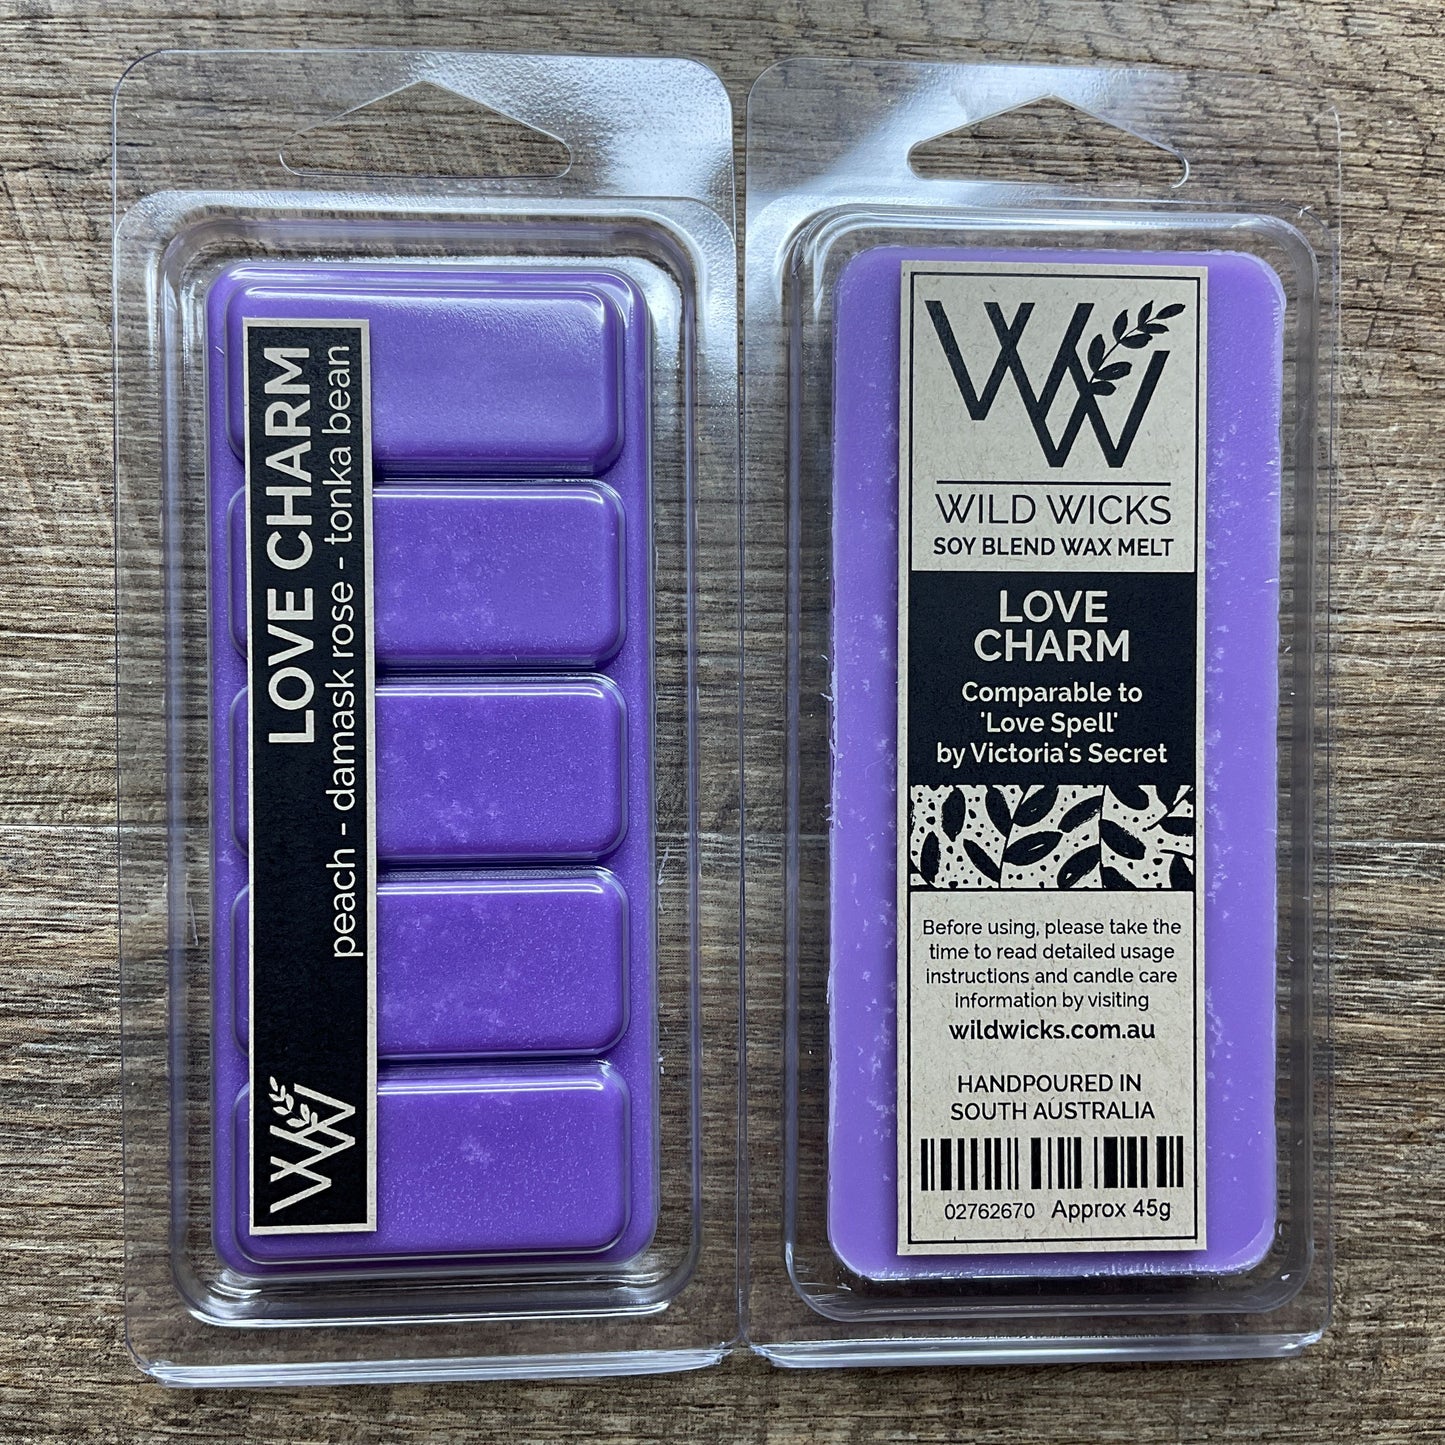 LOVE CHARM
peach - damask rose - tonka bean
WW
WW
WILD WICKS
SOY BLEND WAX MELT
LOVE
CHARM
Comparable to
'Love Spell'
by Victoria's Secret
Before using, please take the
time to read detailed usage
instructions and candle care
information by visiting
wildwicks.com.au
HANDPOURED IN
SOUTH AUSTRALIA
02762670 Approx 45g